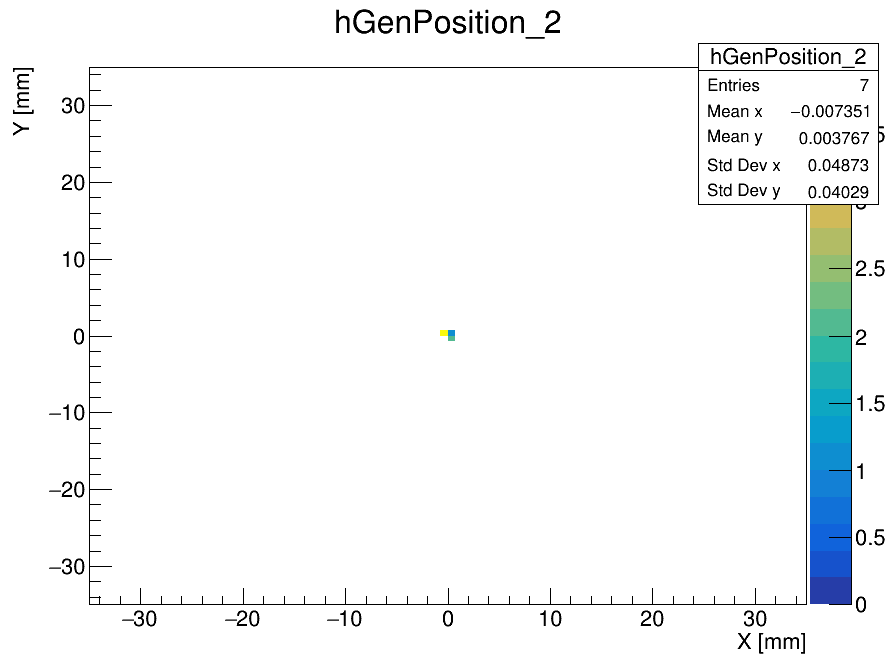 hGenPosition_2
hGenPosition_2
Entries 7
Mean x −0.007351
Mean y 0.003767
Std Dev x 0.04873
Std Dev y 0.04029
Y [mm]
30
20
10
0
−10
−20
−30
−30 −20 −10 0 10 20 30
X [mm]
2.5
2
1.5
1
0.5
0